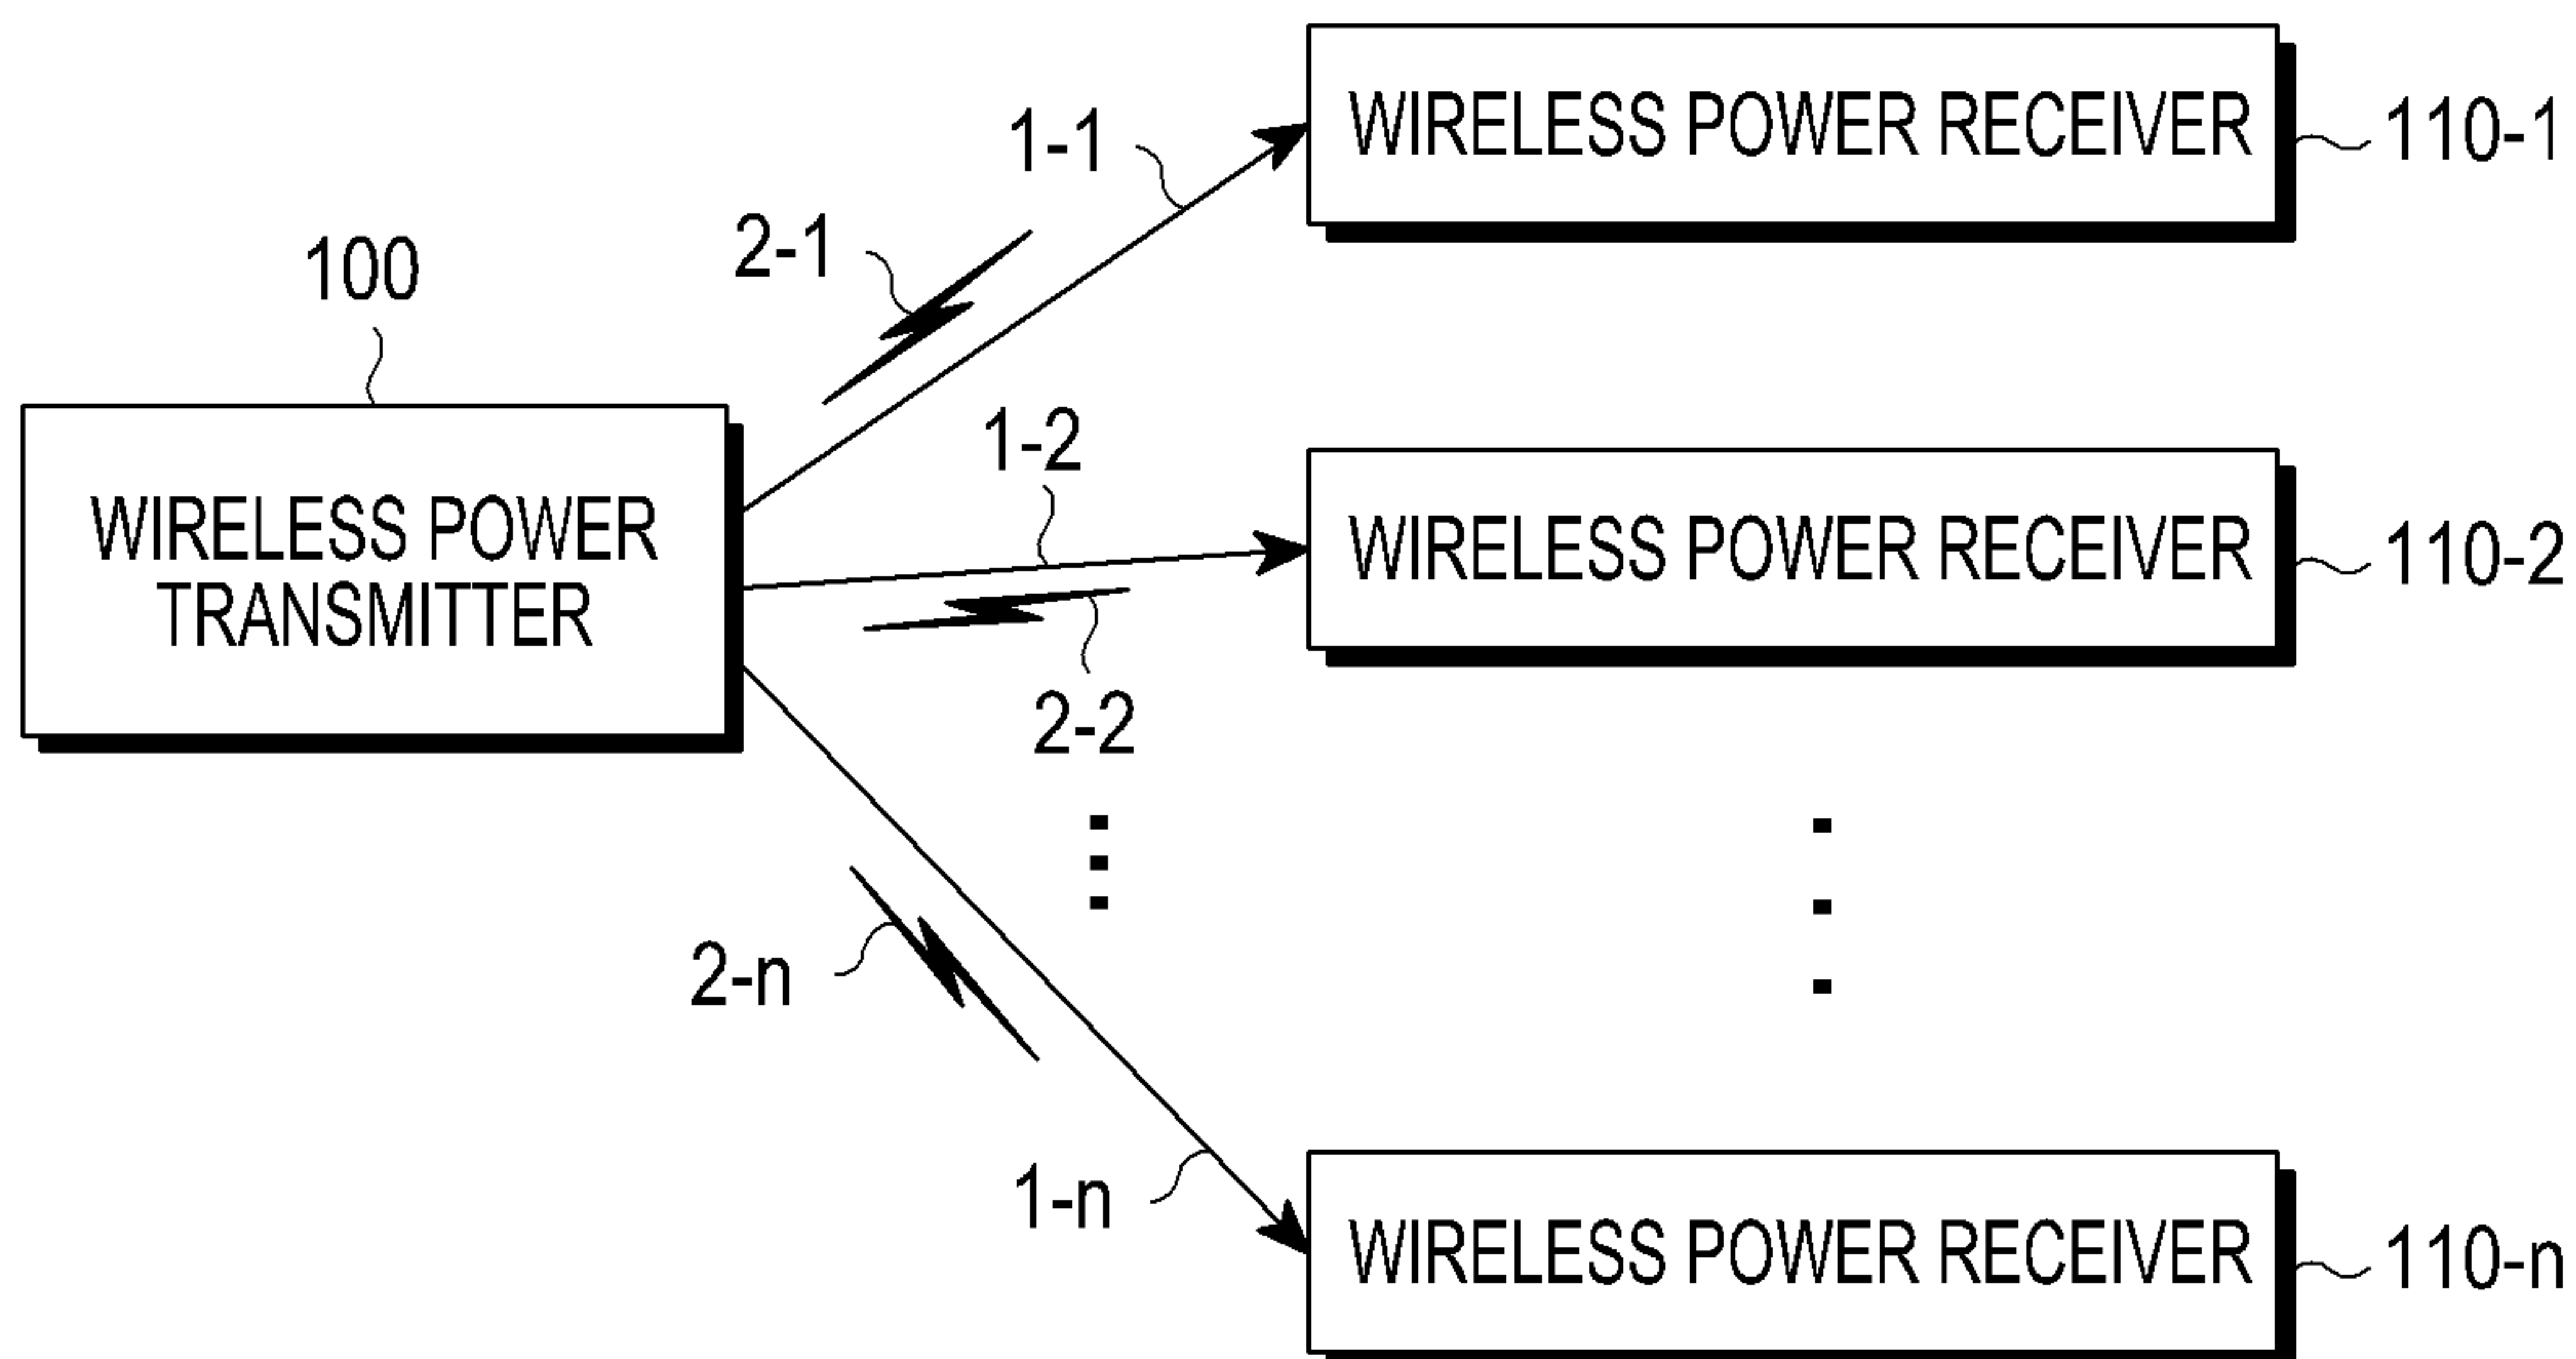 WIRELESS POWER RECEIVER
110-1
1-1
2-1
100
WIRELESS POWER
TRANSMITTER
1-2
WIRELESS POWER RECEIVER
110-2
2-2
2-n
1-n
WIRELESS POWER RECEIVER
110-n